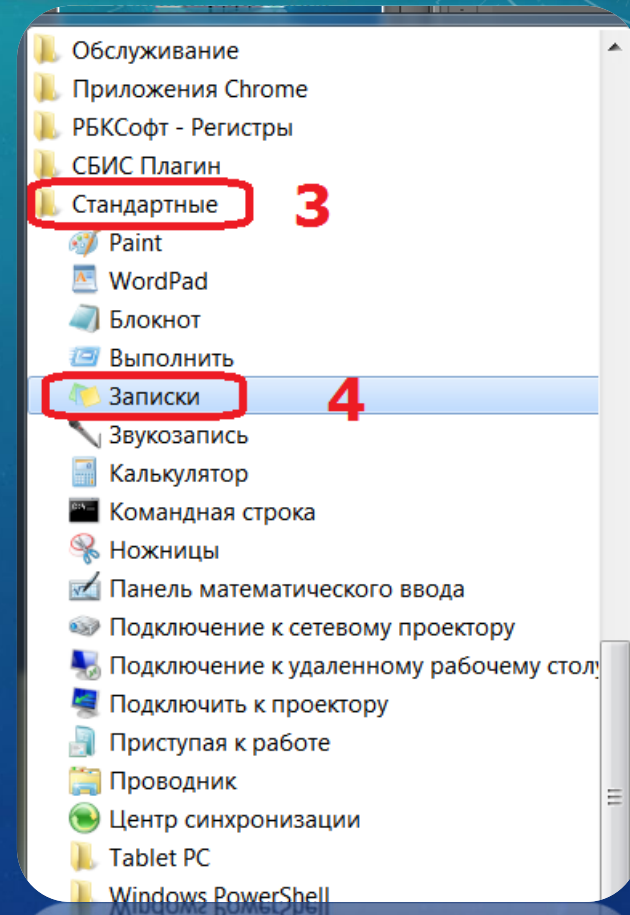 Обслуживание
Приложения Chrome
РБКСофт - Регистры
СБИС Плагин
Стандартные 3
Paint
WordPad
Блокнот
Выполнить
Записки 4
Звукозапись
Калькулятор
Командная строка
Ножницы
Панель математического ввода
Подключение к сетевому проектору
Подключение к удаленному рабочему столу
Подключить к проектору
Приступая к работе
Проводник
Центр синхронизации
Tablet PC
Windows PowerShell